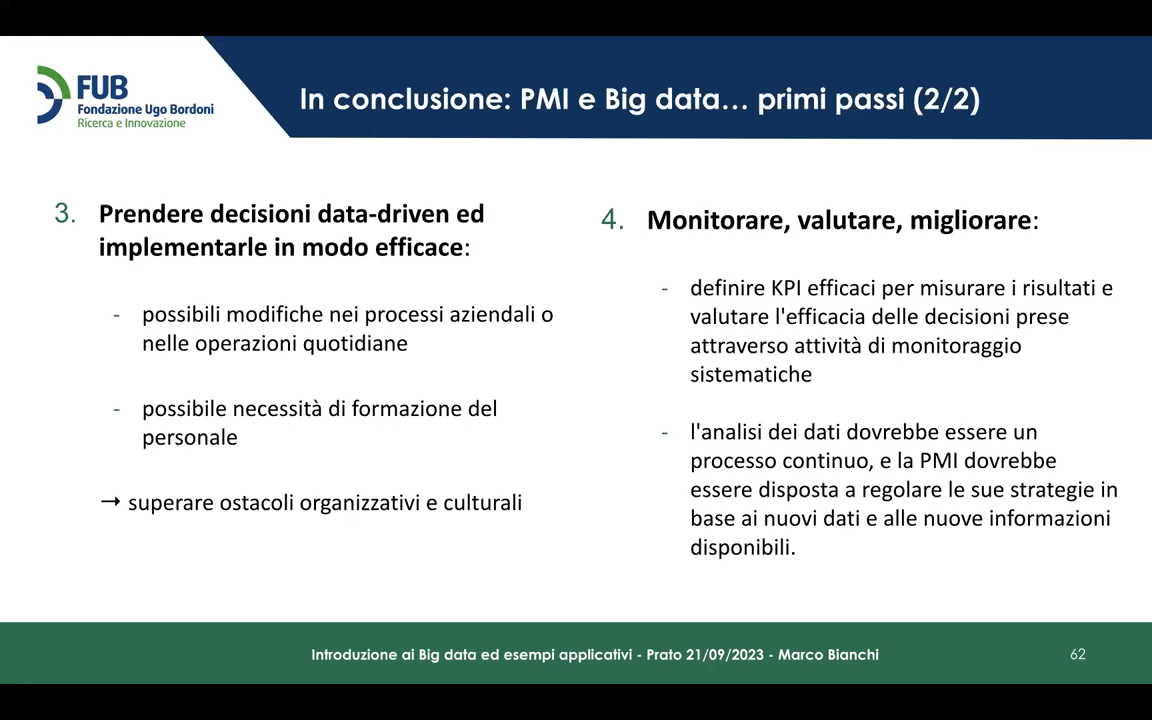 FUB
Fondazione Ugo Bordoni
Ricerca e Innovazione
In conclusione: PMI e Big data… primi passi (2/2)
3. Prendere decisioni data-driven ed
implementarle in modo efficace:
- possibili modifiche nei processi aziendali o
nelle operazioni quotidiane
- possibile necessità di formazione del
personale
→ superare ostacoli organizzativi e culturali
4. Monitorare, valutare, migliorare:
- definire KPI efficaci per misurare i risultati e
valutare l'efficacia delle decisioni prese
attraverso attività di monitoraggio
sistematiche
- l'analisi dei dati dovrebbe essere un
processo continuo, e la PMI dovrebbe
essere disposta a regolare le sue strategie in
base ai nuovi dati e alle nuove informazioni
disponibili.
Introduzione ai Big data ed esempi applicativi - Prato 21/09/2023 - Marco Bianchi
62